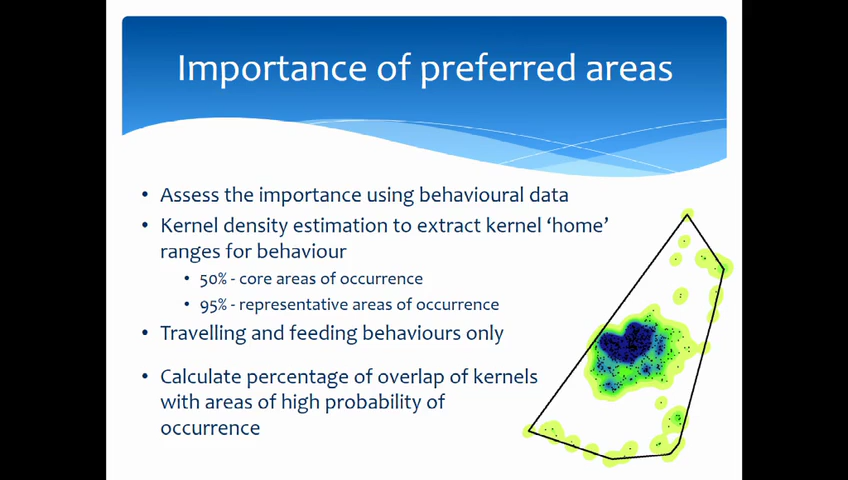 Importance of preferred areas
• Assess the importance using behavioural data
• Kernel density estimation to extract kernel ‘home’
ranges for behaviour
• 50% - core areas of occurrence
• 95% - representative areas of occurrence
• Travelling and feeding behaviours only
• Calculate percentage of overlap of kernels
with areas of high probability of
occurrence